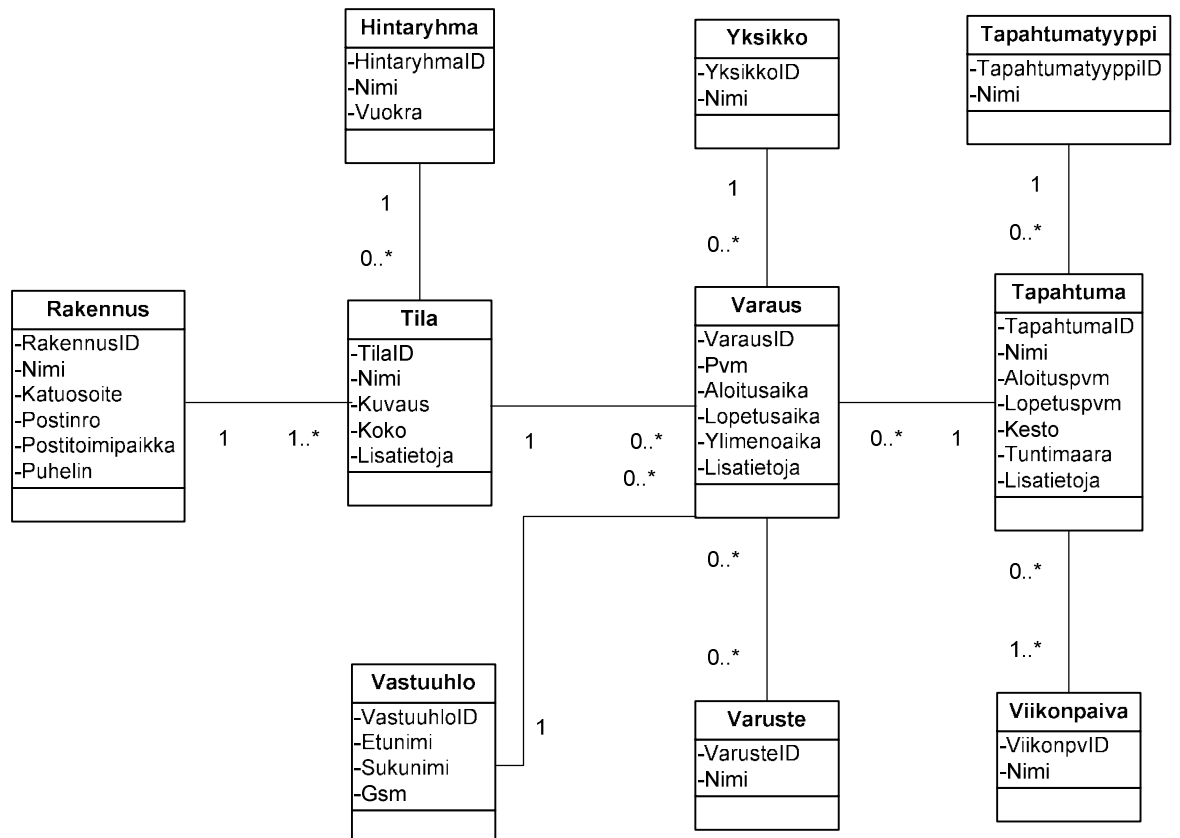 Hintaryhma
-HintaryhmaID
-Nimi
-Vuokra
Yksikko
-YksikkoID
-Nimi
Tapahtumatyyppi
-TapahtumatyyppiID
-Nimi
1
0..*
1
0..*
1
0..*
Rakennus
-RakennusID
-Nimi
-Katuosoite
-Postinro
-Postitoimipaikka
-Puhelin
1
1..*
Tila
-TilaID
-Nimi
-Kuvaus
-Koko
-Lisatietoja
1
0..*
0..*
Varaus
-VarausID
-Pvm
-Aloitusaika
-Lopetusaika
-Ylimenoaika
-Lisatietoja
0..*
1
Tapahtuma
-TapahtumaID
-Nimi
-Aloituspvm
-Lopetuspvm
-Kesto
-Tuntimaara
-Lisatietoja
0..*
0..*
0..*
1..*
Vastuuhlo
-VastuuhloID
-Etunimi
-Sukunimi
-Gsm
1
Varuste
-VarusteID
-Nimi
Viikonpaiva
-ViikonpvID
-Nimi